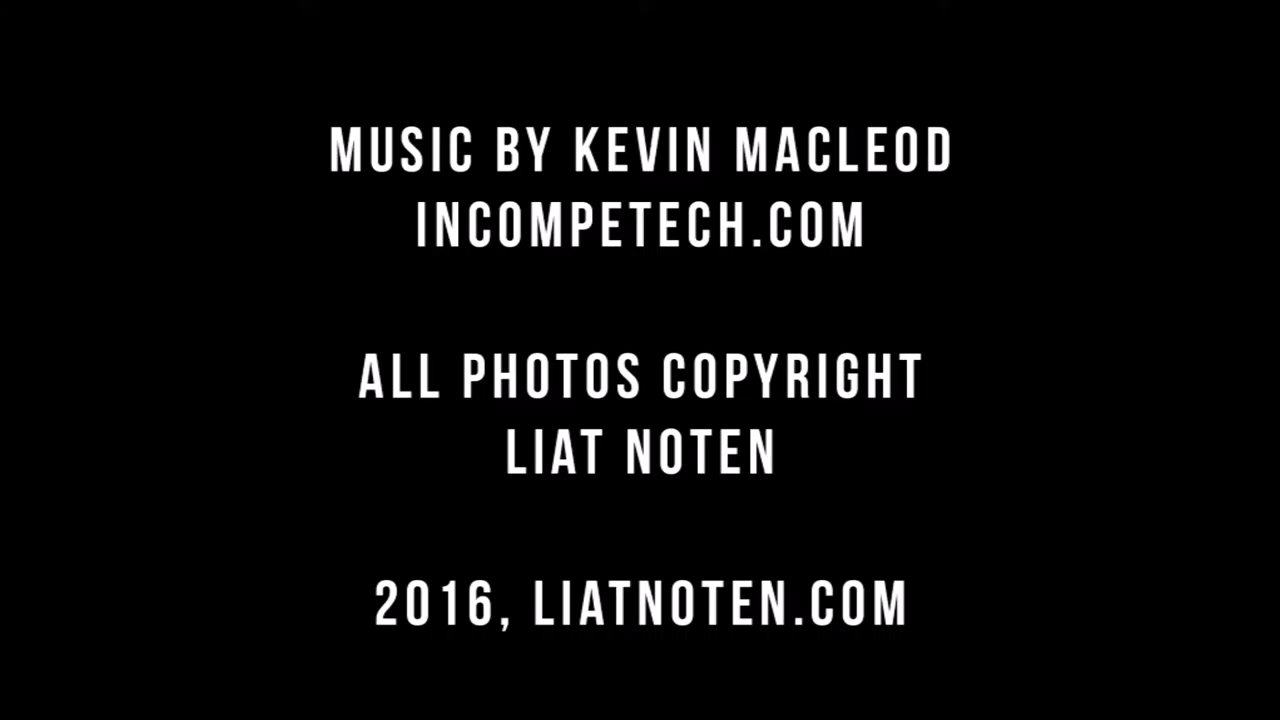 MUSIC BY KEVIN MACLEOD
INCOMPETECH.COM
ALL PHOTOS COPYRIGHT
LIAT NOTEN
2016, LIATNOTEN.COM